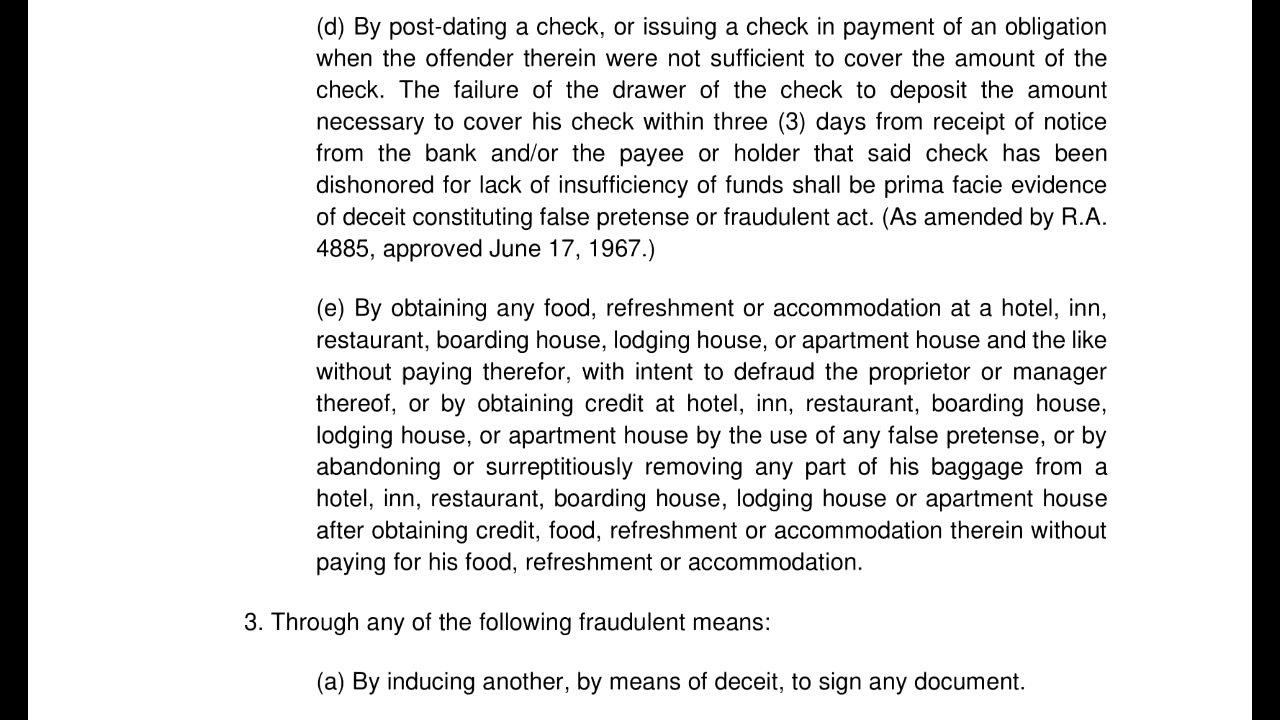 (d) By post-dating a check, or issuing a check in payment of an obligation
when the offender therein were not sufficient to cover the amount of the
check. The failure of the drawer of the check to deposit the amount
necessary to cover his check within three (3) days from receipt of notice
from the bank and/or the payee or holder that said check has been
dishonored for lack of insufficiency of funds shall be prima facie evidence
of deceit constituting false pretense or fraudulent act. (As amended by R.A.
4885, approved June 17, 1967.)
(e) By obtaining any food, refreshment or accommodation at a hotel, inn,
restaurant, boarding house, lodging house, or apartment house and the like
without paying therefor, with intent to defraud the proprietor or manager
thereof, or by obtaining credit at hotel, inn, restaurant, boarding house,
lodging house, or apartment house by the use of any false pretense, or by
abandoning or surreptitiously removing any part of his baggage from a
hotel, inn, restaurant, boarding house, lodging house or apartment house
after obtaining credit, food, refreshment or accommodation therein without
paying for his food, refreshment or accommodation.
3. Through any of the following fraudulent means:
(a) By inducing another, by means of deceit, to sign any document.